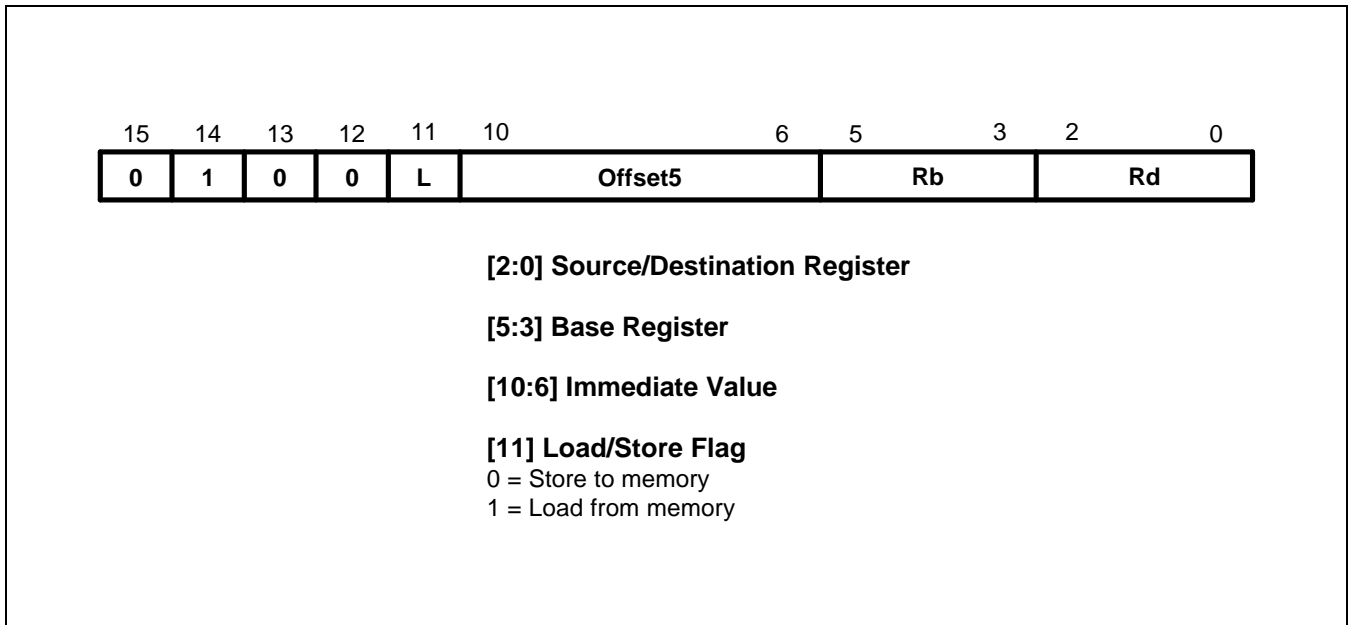 15 14 13 12 11 10 6 5 3 2 0
0 1 0 0 L Offset5 Rb Rd
[2:0] Source/Destination Register
[5:3] Base Register
[10:6] Immediate Value
[11] Load/Store Flag
0 = Store to memory
1 = Load from memory